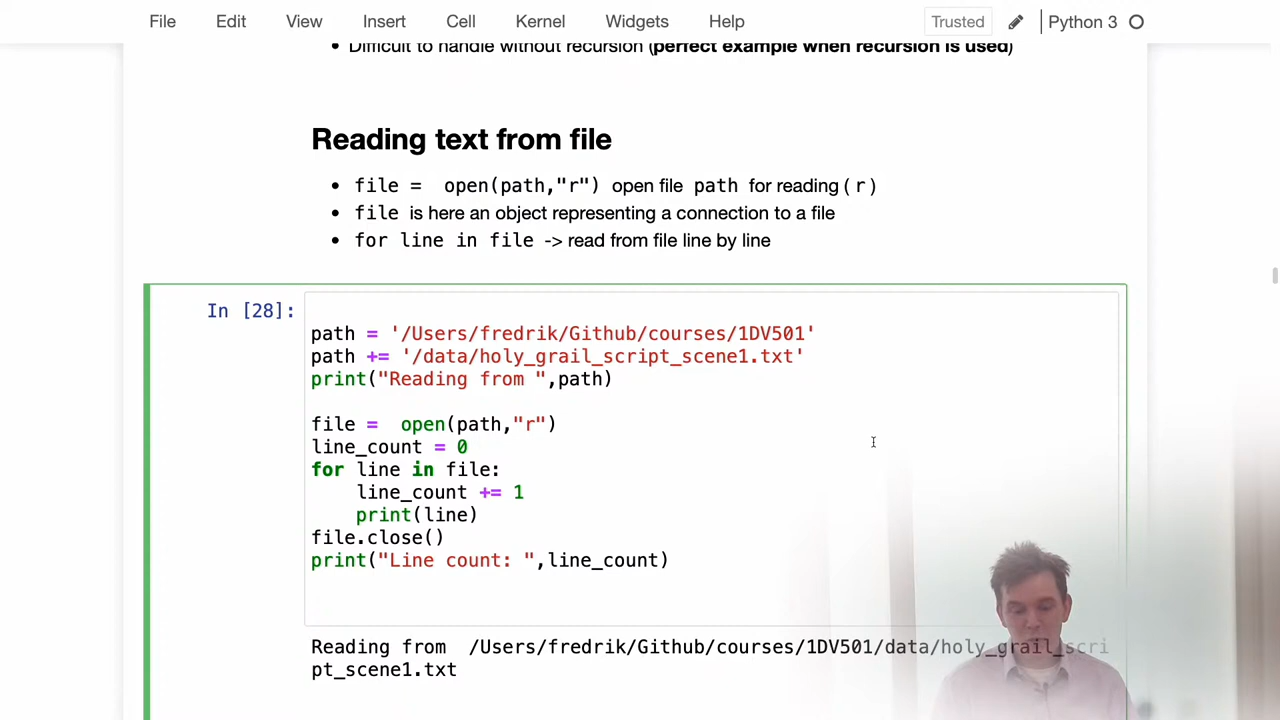 File Edit View Insert Cell Kernel Widgets Help Trusted Python 3
Difficult to handle without recursion (perfect example when recursion is used)
Reading text from file
file =  open(path,"r") open file path for reading ( r )
file is here an object representing a connection to a file
for line in file -> read from file line by line
In [28]:
path = '/Users/fredrik/Github/courses/1DV501'
path += '/data/holy_grail_script_scene1.txt'
print("Reading from ",path)
file =  open(path,"r")
line_count = 0
for line in file:
    line_count += 1
    print(line)
file.close()
print("Line count: ",line_count)
Reading from  /Users/fredrik/Github/courses/1DV501/data/holy_grail_scri
pt_scene1.txt